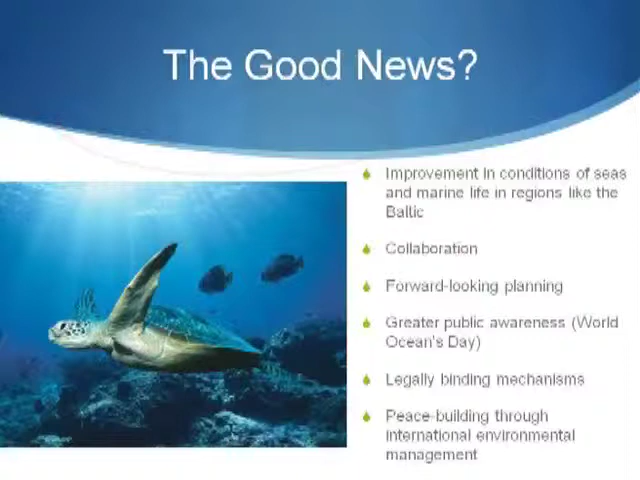 The Good News?
Improvement in conditions of seas
and marine life in regions like the
Baltic
Collaboration
Forward-looking planning
Greater public awareness (World
Ocean's Day)
Legally binding mechanisms
Peace-building through
international environmental
management